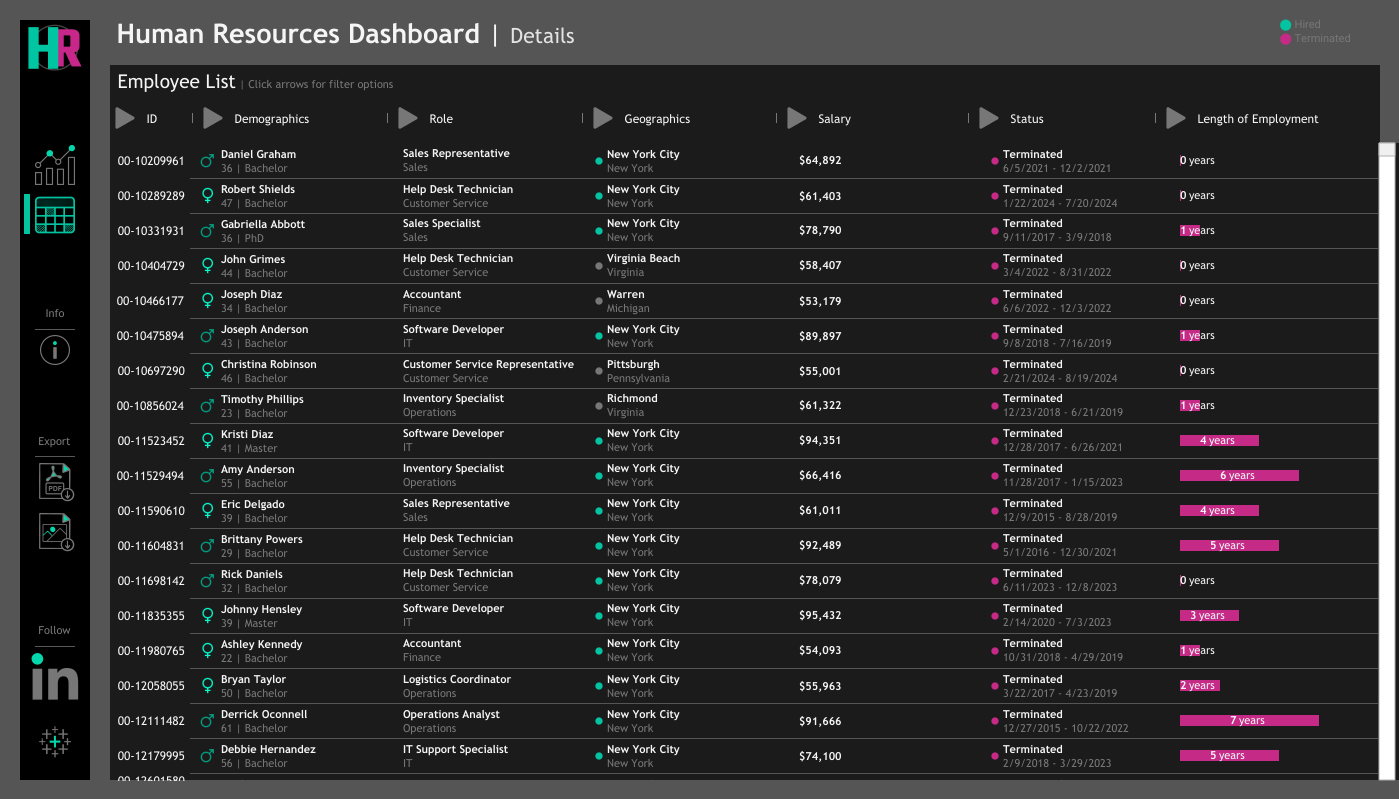 HR
Human Resources Dashboard | Details
Hired
Terminated
Employee List | Click arrows for filter options
ID | Demographics | Role | Geographics | Salary | Status | Length of Employment
00-10209961 Daniel Graham Sales Representative New York City $64,892 Terminated 0 years
36 | Bachelor Sales New York 6/5/2021 - 12/2/2021
00-10289289 Robert Shields Help Desk Technician New York City $61,403 Terminated 0 years
47 | Bachelor Customer Service New York 1/22/2024 - 7/20/2024
00-10331931 Gabriella Abbott Sales Specialist New York City $78,790 Terminated 1 years
36 | PhD Sales New York 9/11/2017 - 3/9/2018
00-10404729 John Grimes Help Desk Technician Virginia Beach $58,407 Terminated 0 years
44 | Bachelor Customer Service Virginia 3/4/2022 - 8/31/2022
00-10466177 Joseph Diaz Accountant Warren $53,179 Terminated 0 years
34 | Bachelor Finance Michigan 6/6/2022 - 12/3/2022
00-10475894 Joseph Anderson Software Developer New York City $89,897 Terminated 1 years
43 | Bachelor IT New York 9/8/2018 - 7/16/2019
00-10697290 Christina Robinson Customer Service Representative Pittsburgh $55,001 Terminated 0 years
46 | Bachelor Customer Service Pennsylvania 2/21/2024 - 8/19/2024
00-10856024 Timothy Phillips Inventory Specialist Richmond $61,322 Terminated 1 years
23 | Bachelor Operations Virginia 12/23/2018 - 6/21/2019
00-11523452 Kristi Diaz Software Developer New York City $94,351 Terminated 4 years
41 | Master IT New York 12/28/2017 - 6/26/2021
00-11529494 Amy Anderson Inventory Specialist New York City $66,416 Terminated 6 years
55 | Bachelor Operations New York 11/28/2017 - 1/15/2023
00-11590610 Eric Delgado Sales Representative New York City $61,011 Terminated 4 years
39 | Bachelor Sales New York 12/9/2015 - 8/28/2019
00-11604831 Brittany Powers Help Desk Technician New York City $92,489 Terminated 5 years
29 | Bachelor Customer Service New York 5/1/2016 - 12/30/2021
00-11698142 Rick Daniels Help Desk Technician New York City $78,079 Terminated 0 years
32 | Bachelor Customer Service New York 6/11/2023 - 12/8/2023
00-11835355 Johnny Hensley Software Developer New York City $95,432 Terminated 3 years
39 | Master IT New York 2/14/2020 - 7/3/2023
00-11980765 Ashley Kennedy Accountant New York City $54,093 Terminated 1 years
22 | Bachelor Finance New York 10/31/2018 - 4/29/2019
00-12058055 Bryan Taylor Logistics Coordinator New York City $55,963 Terminated 2 years
50 | Bachelor Operations New York 3/22/2017 - 4/23/2019
00-12111482 Derrick Oconnell Operations Analyst New York City $91,666 Terminated 7 years
61 | Bachelor Operations New York 12/27/2015 - 10/22/2022
00-12179995 Debbie Hernandez IT Support Specialist New York City $74,100 Terminated 5 years
56 | Bachelor IT New York 2/9/2018 - 3/29/2023
Info
i
Export
PDF
Follow
in